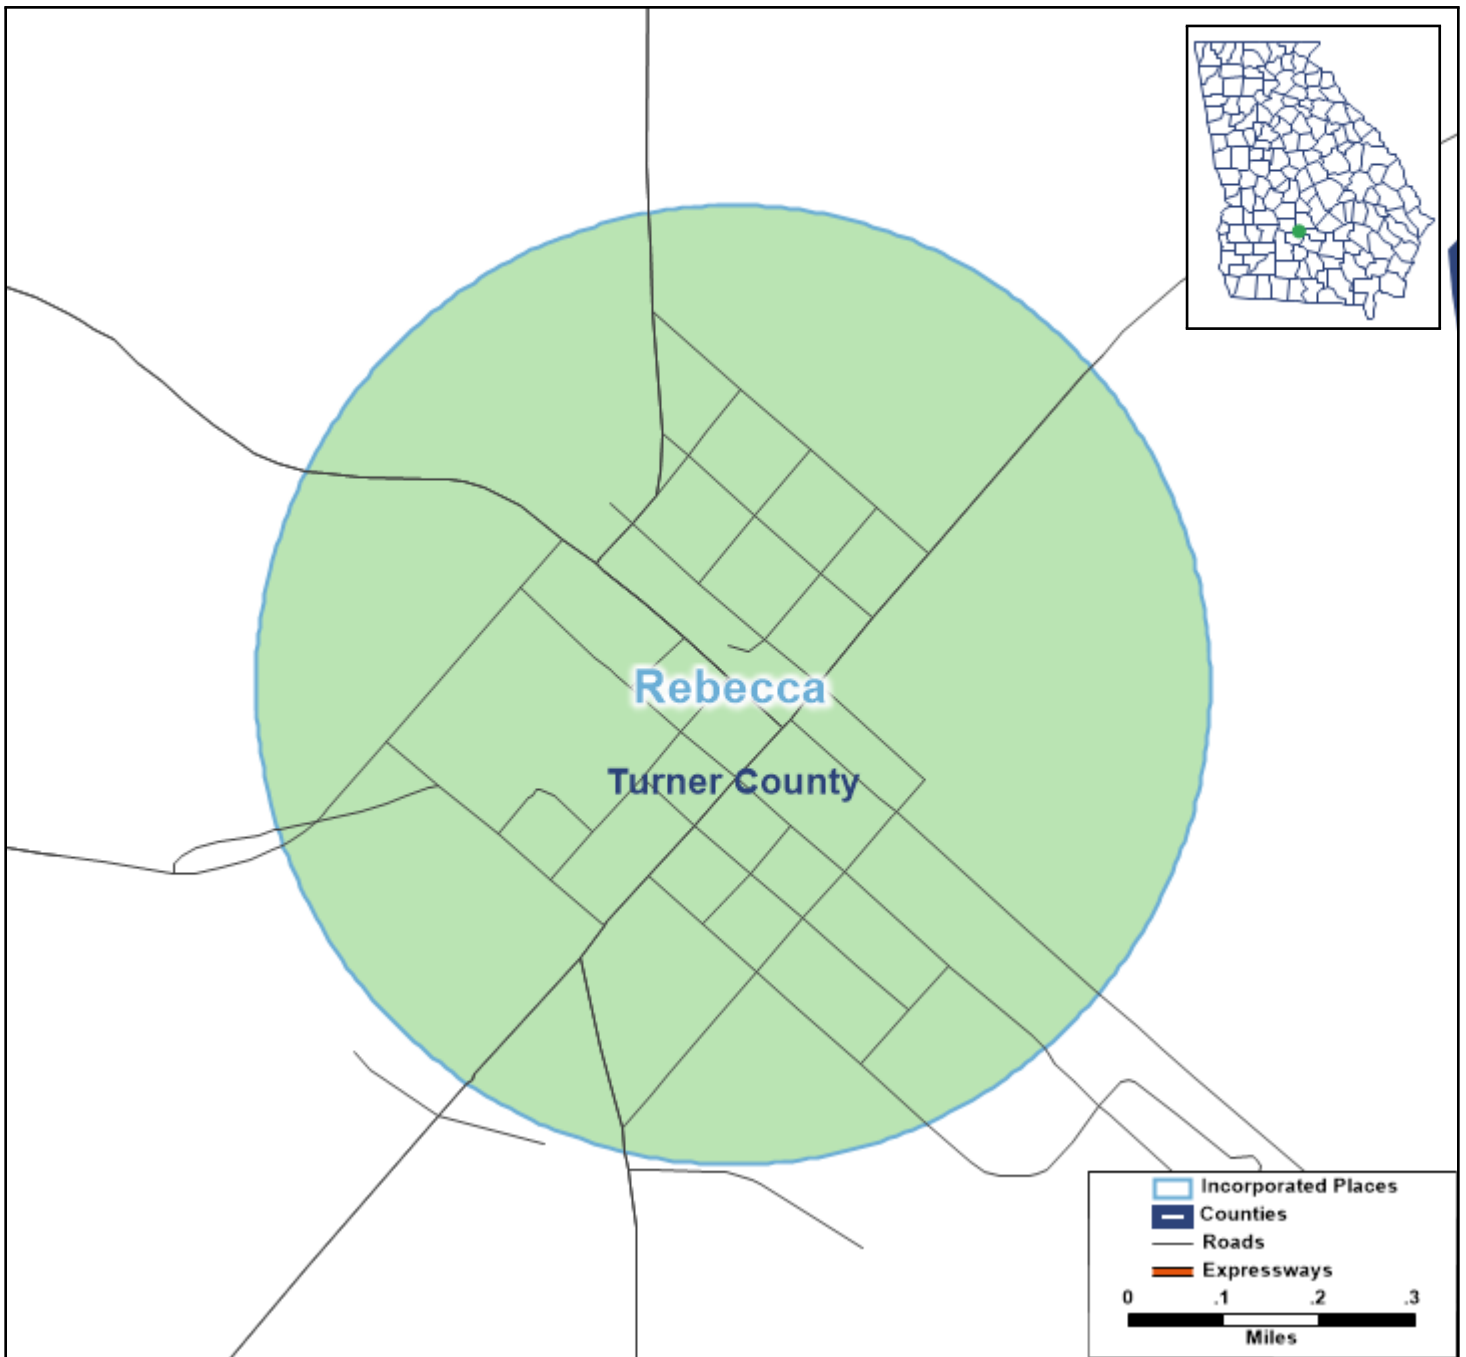 Rebecca
Turner County
Incorporated Places
Counties
Roads
Expressways
0 .1 .2 .3
Miles